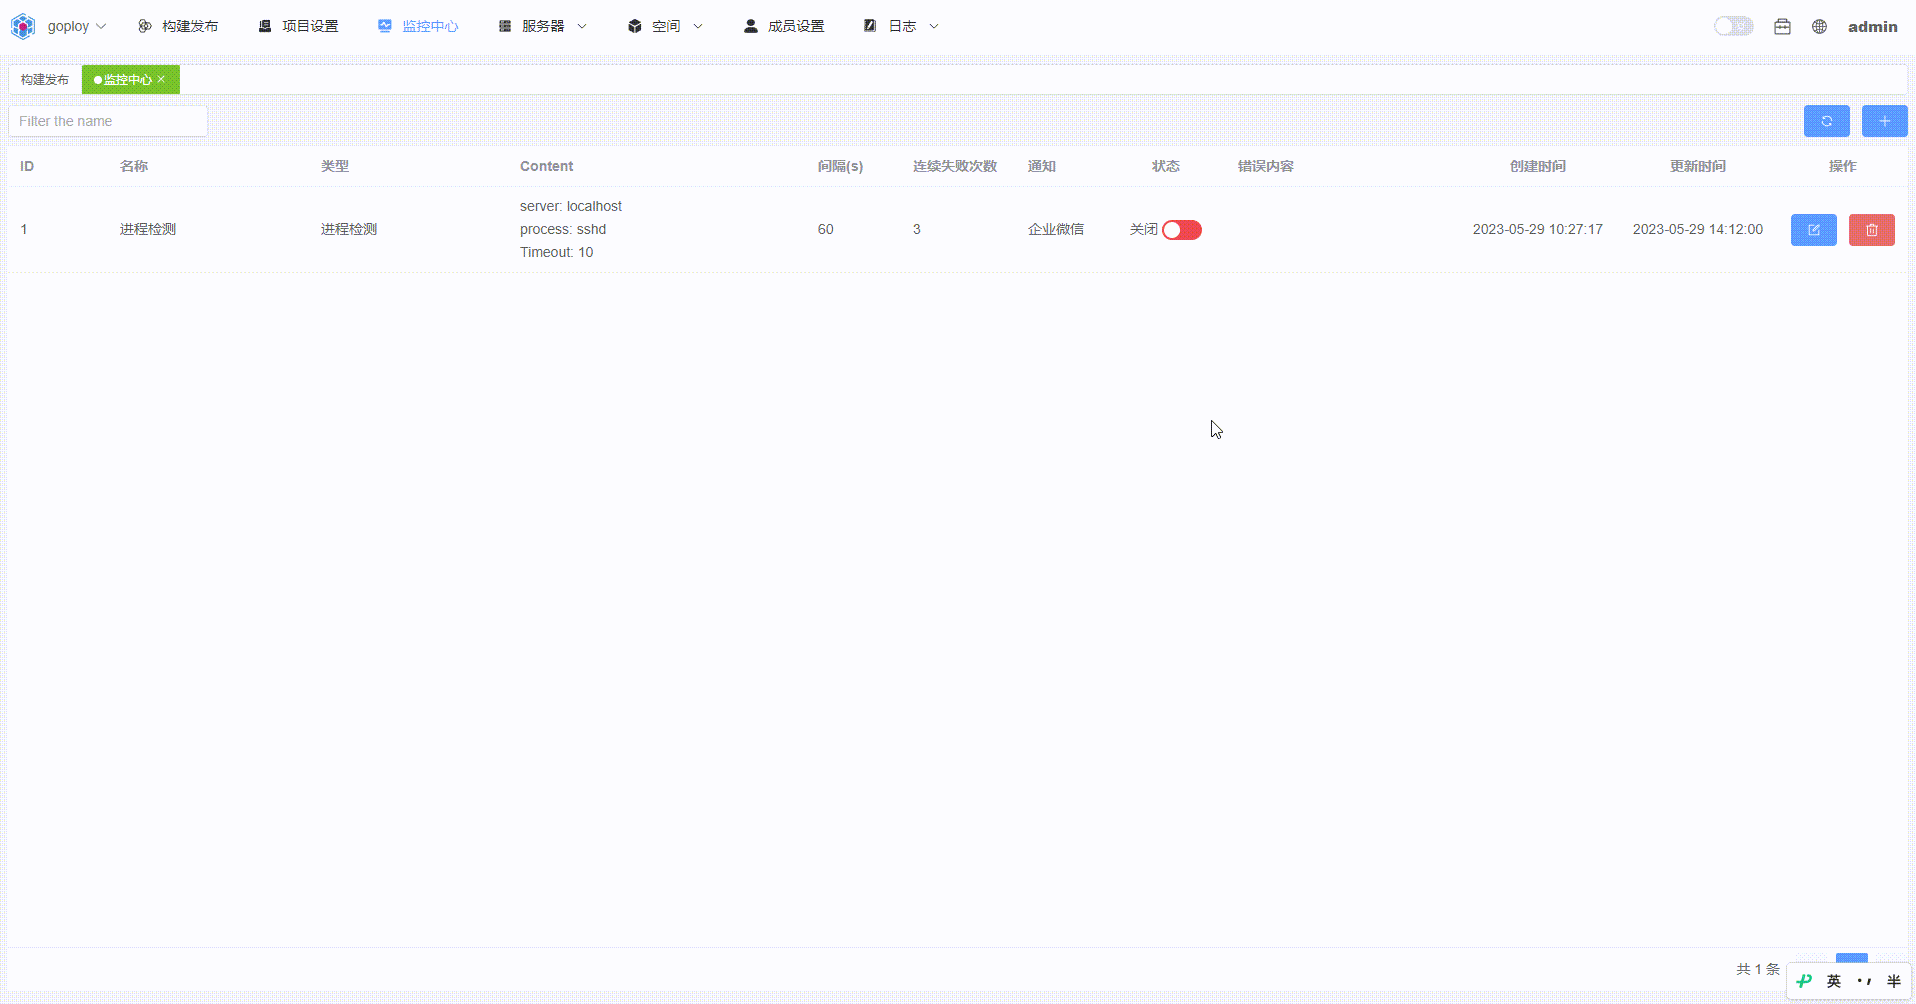 goploy 构建发布 项目设置 监控中心 服务器 空间 成员设置 日志 admin
构建发布 监控中心
Filter the name
ID 名称 类型 Content 间隔(s) 连续失败次数 通知 状态 错误内容 创建时间 更新时间 操作
server: localhost
1 进程检测 进程检测 process: sshd 60 3 企业微信 关闭 2023-05-29 10:27:17 2023-05-29 14:12:00
Timeout: 10
共 1 条
英 半